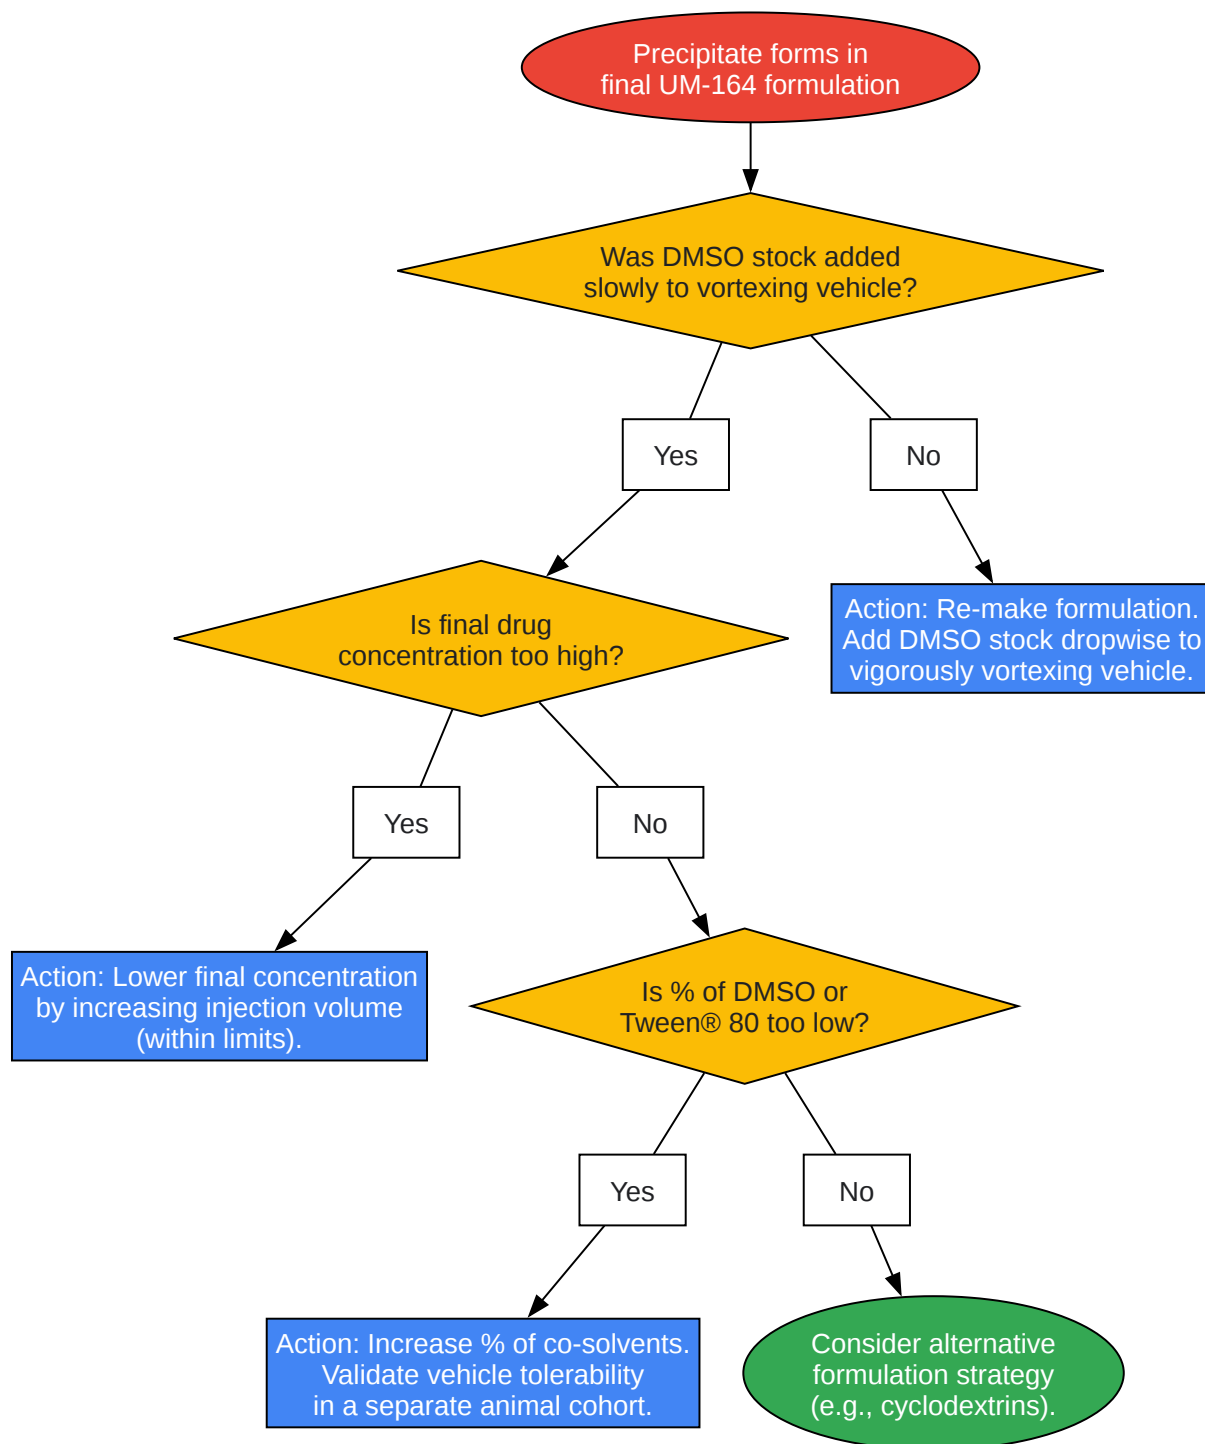 Precipitate forms in
final UM-164 formulation
Was DMSO stock added
slowly to vortexing vehicle?
Yes
No
Is final drug
concentration too high?
Action: Re-make formulation.
Add DMSO stock dropwise to
vigorously vortexing vehicle.
Yes
No
Action: Lower final concentration
by increasing injection volume
(within limits).
Is % of DMSO or
Tween® 80 too low?
Yes
No
Action: Increase % of co-solvents.
Validate vehicle tolerability
in a separate animal cohort.
Consider alternative
formulation strategy
(e.g., cyclodextrins).